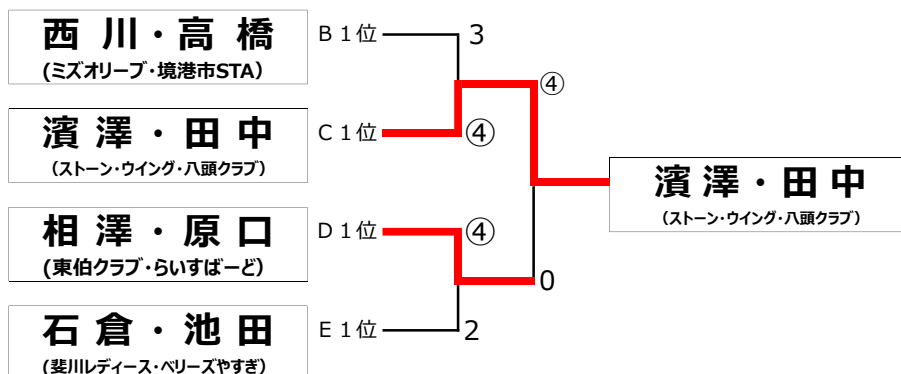 西川・高橋
(ミズオリーブ・境港市STA)
B1位
3
④
濱澤・田中
(ストーン・ウイング・八頭クラブ)
C1位
④
濱澤・田中
(ストーン・ウイング・八頭クラブ)
相澤・原口
(東伯クラブ・らいすばーど)
D1位
④
0
石倉・池田
(斐川レディース・ベリーズやすぎ)
E1位
2